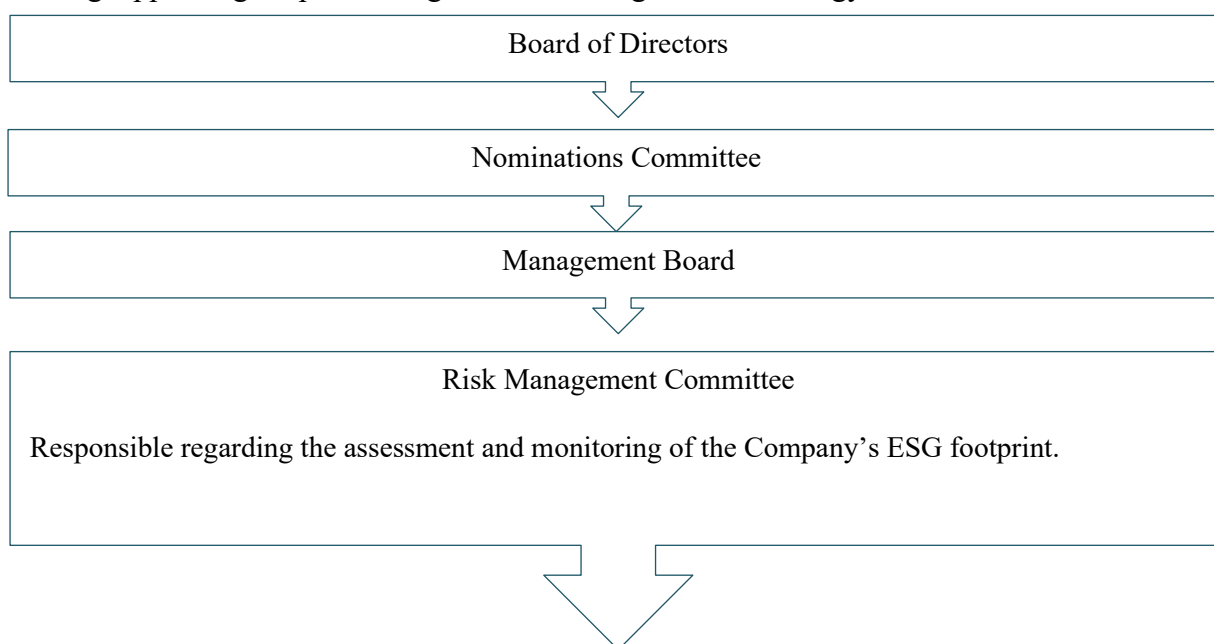 Board of Directors
Nominations Committee
Management Board
Risk Management Committee
Responsible regarding the assessment and monitoring of the Company’s ESG footprint.